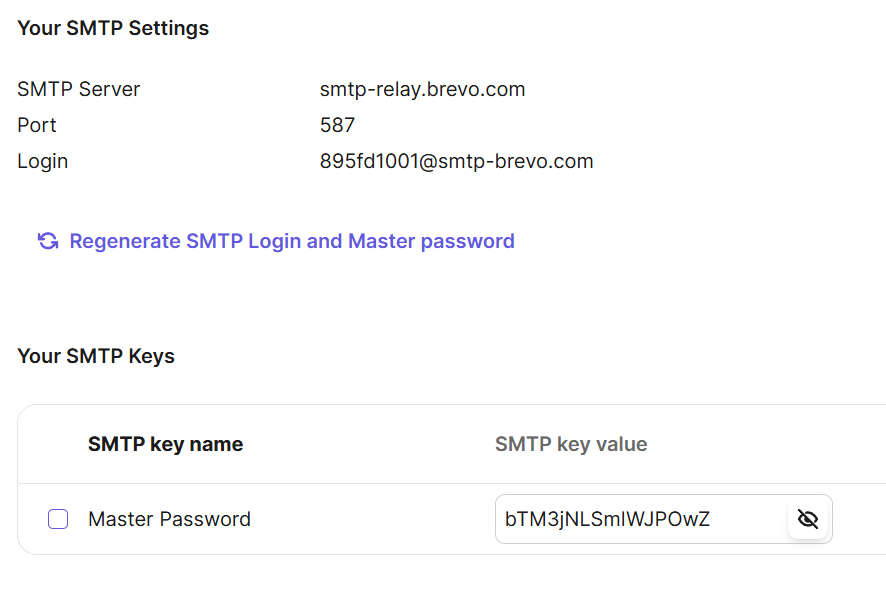 Your SMTP Settings
SMTP Server smtp-relay.brevo.com
Port 587
Login 895fd1001@smtp-brevo.com
Regenerate SMTP Login and Master password
Your SMTP Keys
SMTP key name SMTP key value
Master Password bTM3jNLSmlWJPOwZ